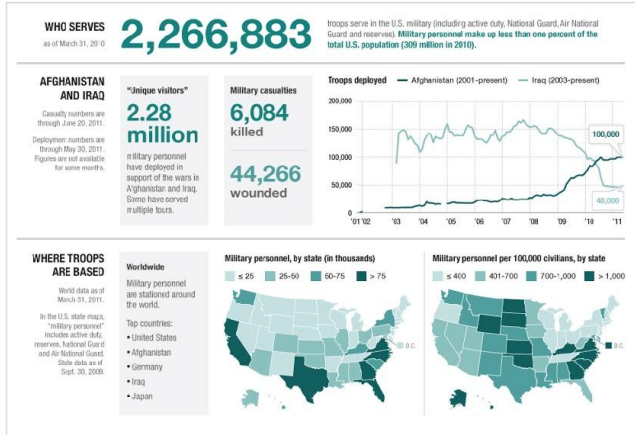 WHO SERVES
as of March 31, 2010
2,266,883
troops serve in the U.S. military (including active duty, National Guard, Air National
Guard and reserves). Military personnel make up less than one percent of the
total U.S. population (309 million in 2010).
AFGHANISTAN
AND IRAQ
Casualty numbers are
through June 20, 2011.
Deployment numbers are
through May 30, 2011.
Figures are not available
for some months.
"Unique visitors"
2.28
million
military personnel
have deployed in
support of the wars in
Afghanistan and Iraq.
Some have served
multiple tours.
Military casualties
6,084
killed
44,266
wounded
Troops deployed
Afghanistan (2001-present)
Iraq (2003-present)
200,000
150,000
100,000
50,000
0
100,000
46,000
'01 '02 '03 '04 '05 '06 '07 '08 '09 '10 '11
WHERE TROOPS
ARE BASED
World data as of
March 31, 2011.
In the U.S. state maps,
"military personnel"
includes active duty,
reserves, National Guard
and Air National Guard.
State data as of
Sept. 30, 2009.
Worldwide
Military personnel
are stationed around
the world.
Top countries:
• United States
• Afghanistan
• Germany
• Iraq
• Japan
Military personnel, by state (in thousands)
≤ 25 25-50 50-75 > 75
D.C.
Military personnel per 100,000 civilians, by state
≤ 400 401-700 700-1,000 > 1,000
D.C.